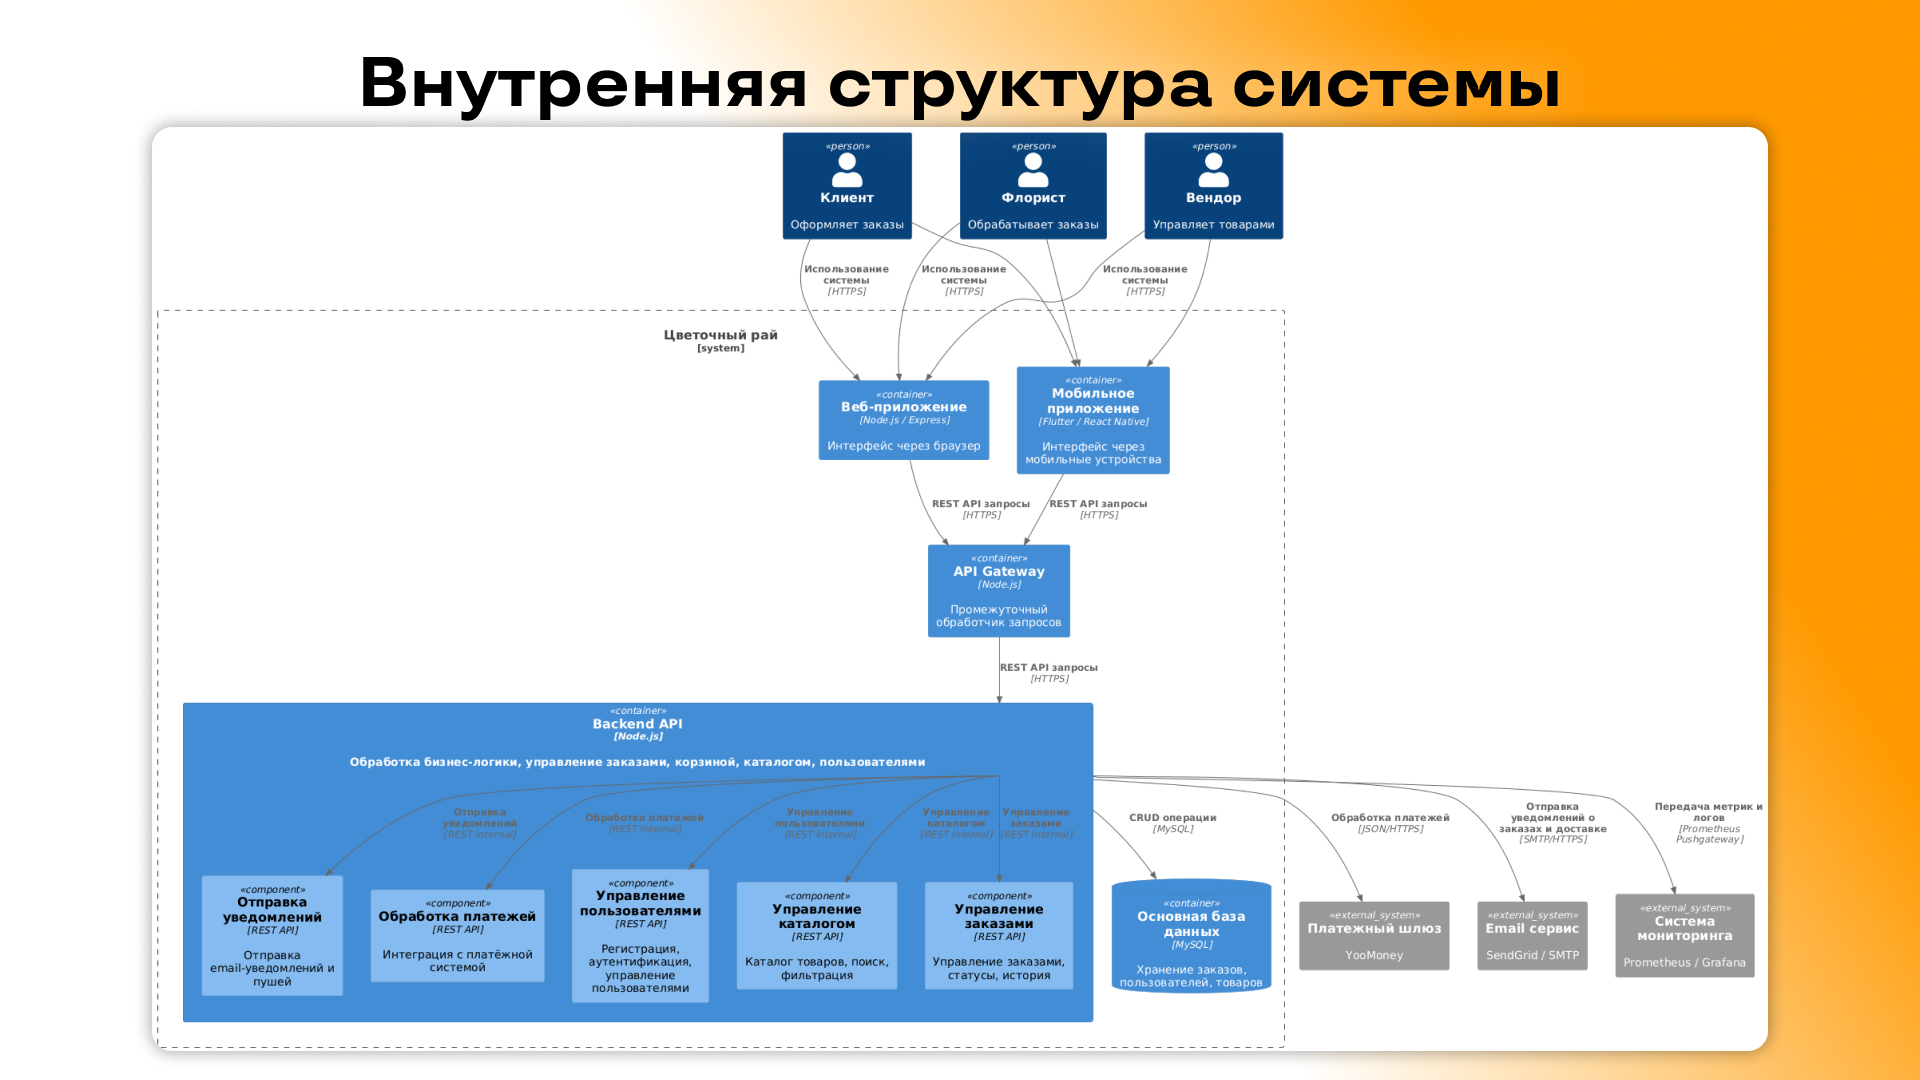 Внутренняя структура системы
«person»
Клиент
Оформляет заказы
«person»
Флорист
Обрабатывает заказы
«person»
Вендор
Управляет товарами
Использование
системы
[HTTPS]
Использование
системы
[HTTPS]
Использование
системы
[HTTPS]
Цветочный рай
[system]
«container»
Веб-приложение
[Node.js / Express]
Интерфейс через браузер
«container»
Мобильное
приложение
[Flutter / React Native]
Интерфейс через
мобильные устройства
REST API запросы
[HTTPS]
REST API запросы
[HTTPS]
«container»
API Gateway
[Node.js]
Промежуточный
обработчик запросов
REST API запросы
[HTTPS]
«container»
Backend API
[Node.js]
Обработка бизнес-логики, управление заказами, корзиной, каталогом, пользователями
Отправка
уведомлений
[REST Internal]
Обработка платежей
[REST Internal]
Управление
пользователями
[REST Internal]
Управление
каталогом
[REST Internal]
Управление
заказами
[REST Internal]
CRUD операции
[MySQL]
Обработка платежей
[JSON/HTTPS]
Отправка
уведомлений о
заказах и доставке
[SMTP/HTTPS]
Передача метрик и
логов
[Prometheus
Pushgateway]
«component»
Отправка
уведомлений
[REST API]
Отправка
email-уведомлений и
пушей
«component»
Обработка платежей
[REST API]
Интеграция с платёжной
системой
«component»
Управление
пользователями
[REST API]
Регистрация,
аутентификация,
управление
пользователями
«component»
Управление
каталогом
[REST API]
Каталог товаров, поиск,
фильтрация
«component»
Управление
заказами
[REST API]
Управление заказами,
статусы, история
«container»
Основная база
данных
[MySQL]
Хранение заказов,
пользователей, товаров
«external_system»
Платежный шлюз
YooMoney
«external_system»
Email сервис
SendGrid / SMTP
«external_system»
Система
мониторинга
Prometheus / Grafana